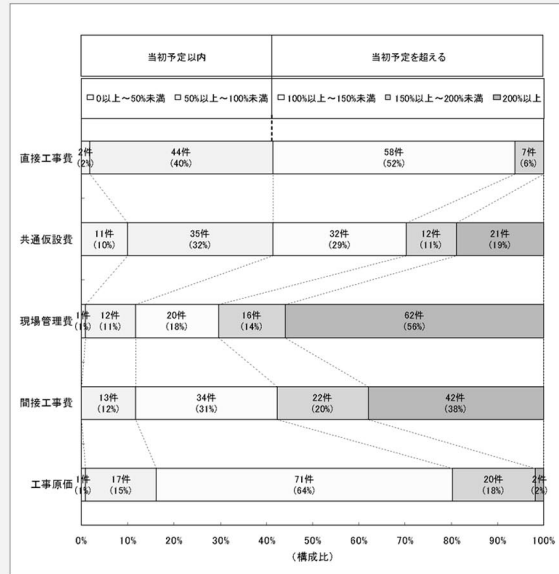 当初予定以内 当初予定を超える
0以上～50%未満 50%以上～100%未満 100%以上～150%未満 150%以上～200%未満 200%以上
直接工事費
2件 44件 58件 7件
(2%) (40%) (52%) (6%)
共通仮設費
11件 35件 32件 12件 21件
(10%) (32%) (29%) (11%) (19%)
現場管理費
1件 12件 20件 16件 62件
(1%) (11%) (18%) (14%) (56%)
間接工事費
13件 34件 22件 42件
(12%) (31%) (20%) (38%)
工事原価
1件 17件 71件 20件 2件
(1%) (15%) (64%) (18%) (2%)
0% 10% 20% 30% 40% 50% 60% 70% 80% 90% 100%
(構成比)